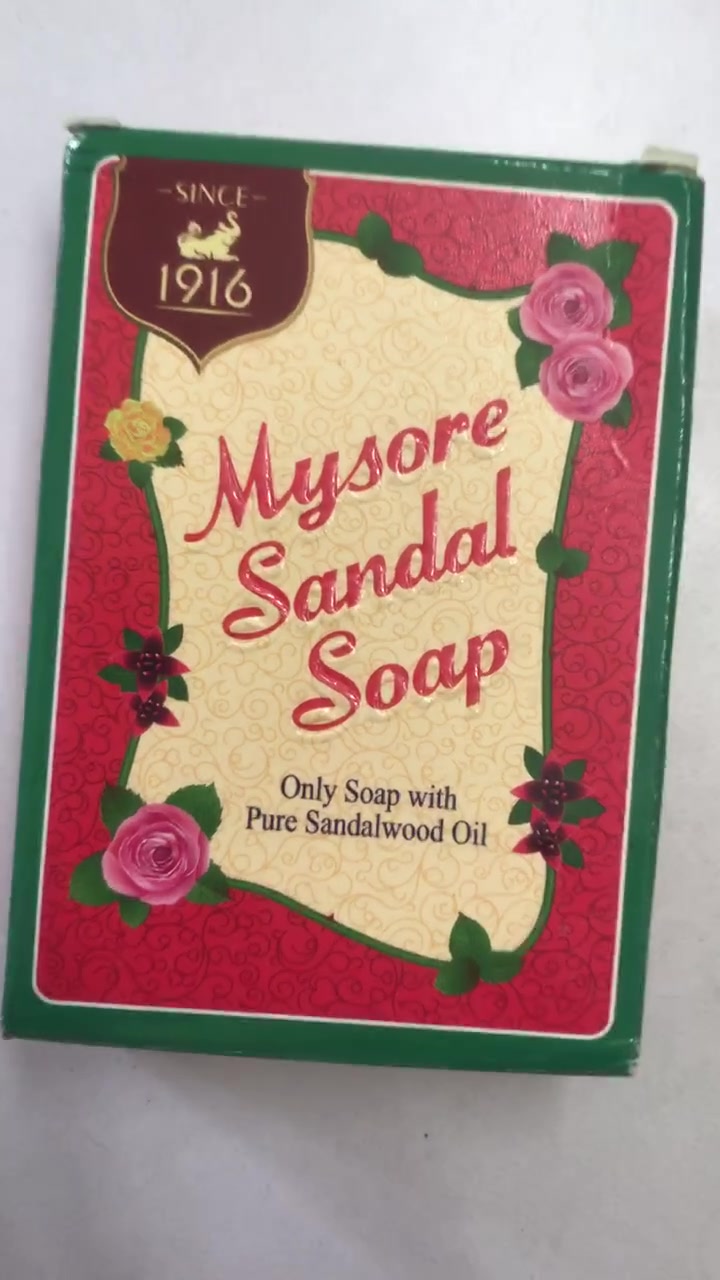 -SINCE-
1916
Mysore
Sandal
Soap
Only Soap with
Pure Sandalwood Oil